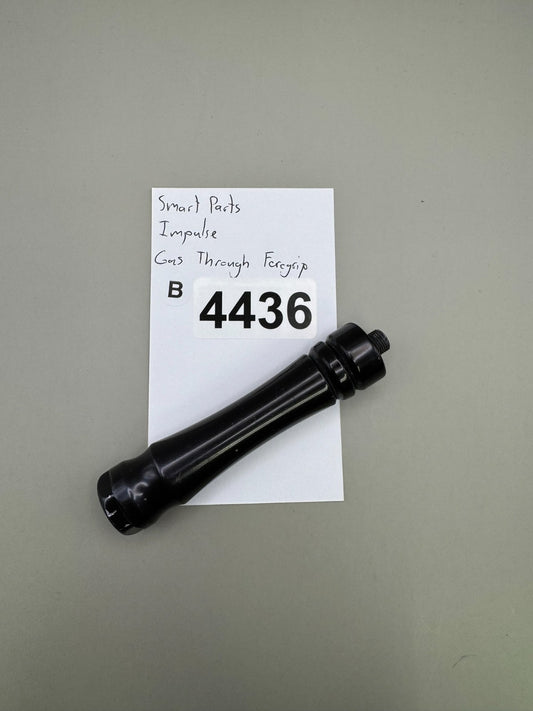 Smart Parts
Impulse
Gas Through Foregrip
B 4436